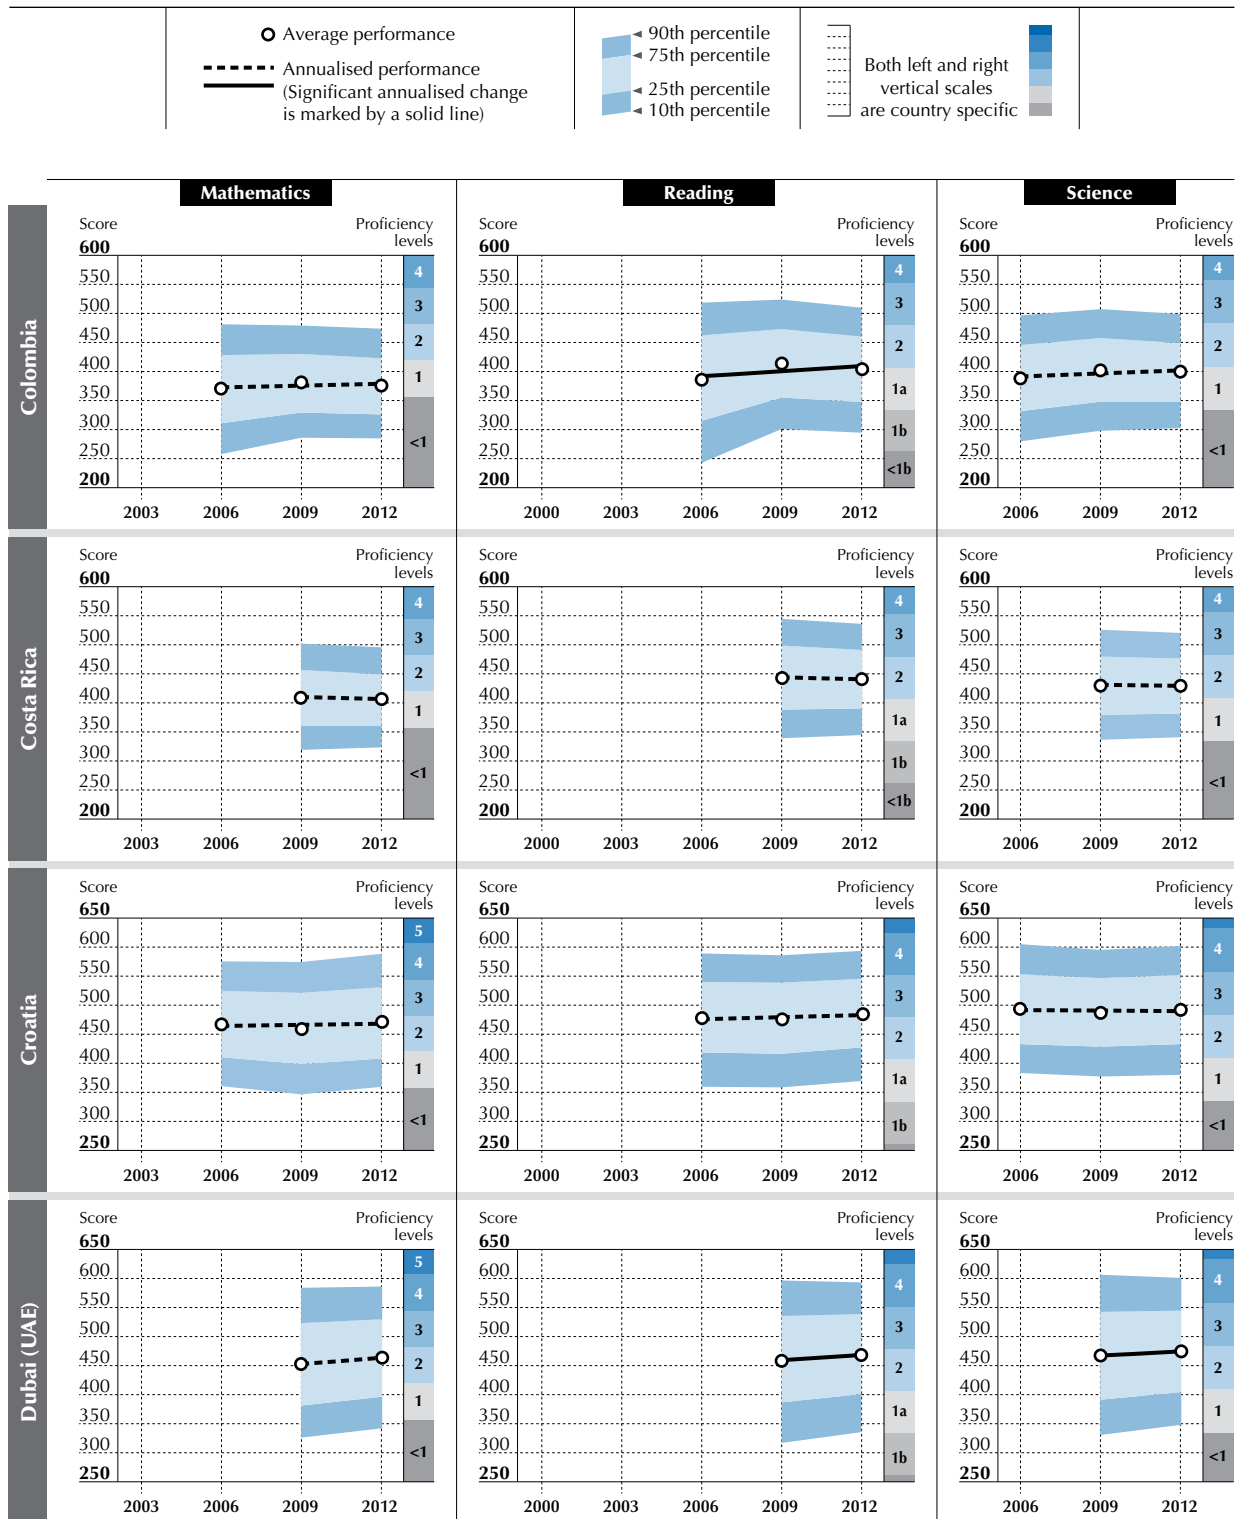 Average performance
Annualised performance
(Significant annualised change
is marked by a solid line)
90th percentile
75th percentile
25th percentile
10th percentile
Both left and right
vertical scales
are country specific
Mathematics
Reading
Science
Colombia
Score
Proficiency
levels
600
550
500
450
400
350
300
250
200
4
3
2
1
<1
2003 2006 2009 2012
Score
Proficiency
levels
600
550
500
450
400
350
300
250
200
4
3
2
1a
1b
<1b
2000 2003 2006 2009 2012
Score
Proficiency
levels
600
550
500
450
400
350
300
250
200
4
3
2
1
<1
2006 2009 2012
Costa Rica
Score
Proficiency
levels
600
550
500
450
400
350
300
250
200
4
3
2
1
<1
2003 2006 2009 2012
Score
Proficiency
levels
600
550
500
450
400
350
300
250
200
4
3
2
1a
1b
<1b
2000 2003 2006 2009 2012
Score
Proficiency
levels
600
550
500
450
400
350
300
250
200
4
3
2
1
<1
2006 2009 2012
Croatia
Score
Proficiency
levels
650
600
550
500
450
400
350
300
250
5
4
3
2
1
<1
2003 2006 2009 2012
Score
Proficiency
levels
650
600
550
500
450
400
350
300
250
4
3
2
1a
1b
2000 2003 2006 2009 2012
Score
Proficiency
levels
650
600
550
500
450
400
350
300
250
4
3
2
1
<1
2006 2009 2012
Dubai (UAE)
Score
Proficiency
levels
650
600
550
500
450
400
350
300
250
5
4
3
2
1
<1
2003 2006 2009 2012
Score
Proficiency
levels
650
600
550
500
450
400
350
300
250
4
3
2
1a
1b
2000 2003 2006 2009 2012
Score
Proficiency
levels
650
600
550
500
450
400
350
300
250
4
3
2
1
<1
2006 2009 2012